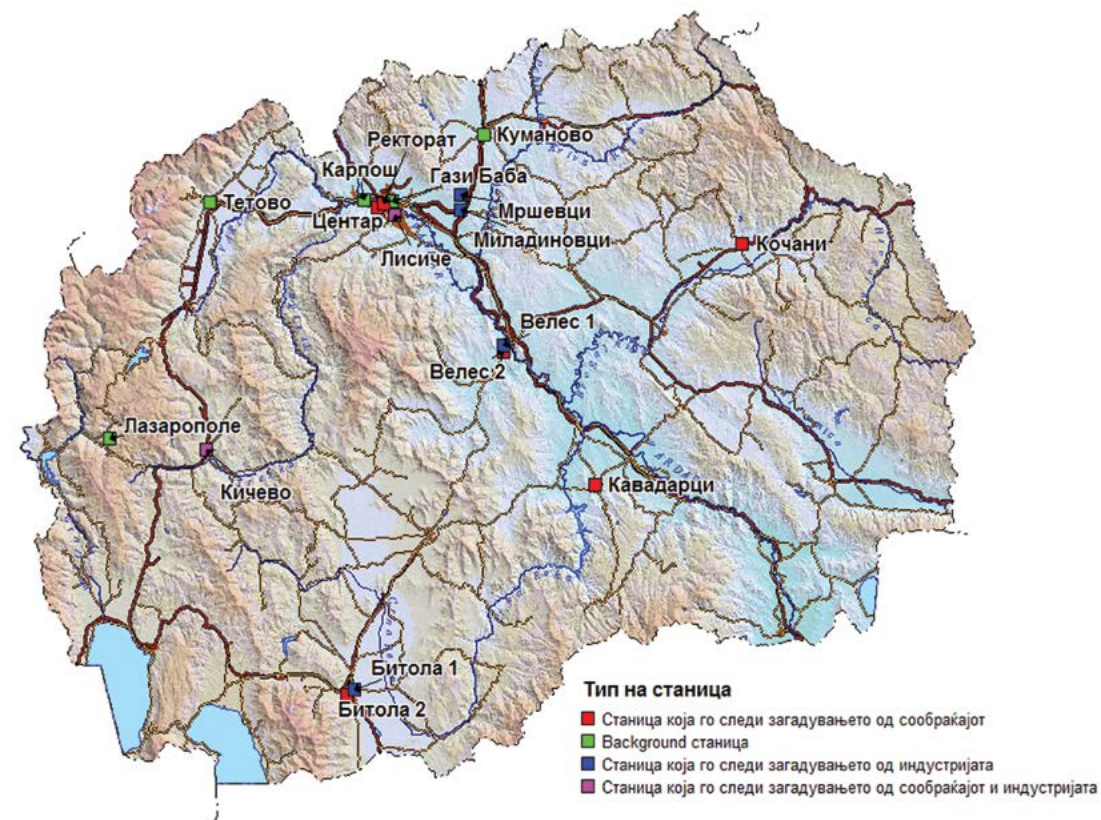 Ректорат
Куманово
Карпош
Гази Баба
Тетово
Мршевци
Центар
Миладиновци
Кочани
Лисиче
Велес 1
Велес 2
Лазарополе
Кавадарци
Кичево
Битола 1
Битола 2
Тип на станица
Станица која го следи загадувањето од сообраќајот
Background станица
Станица која го следи загадувањето од индустријата
Станица која го следи загадувањето од сообраќајот и индустријата